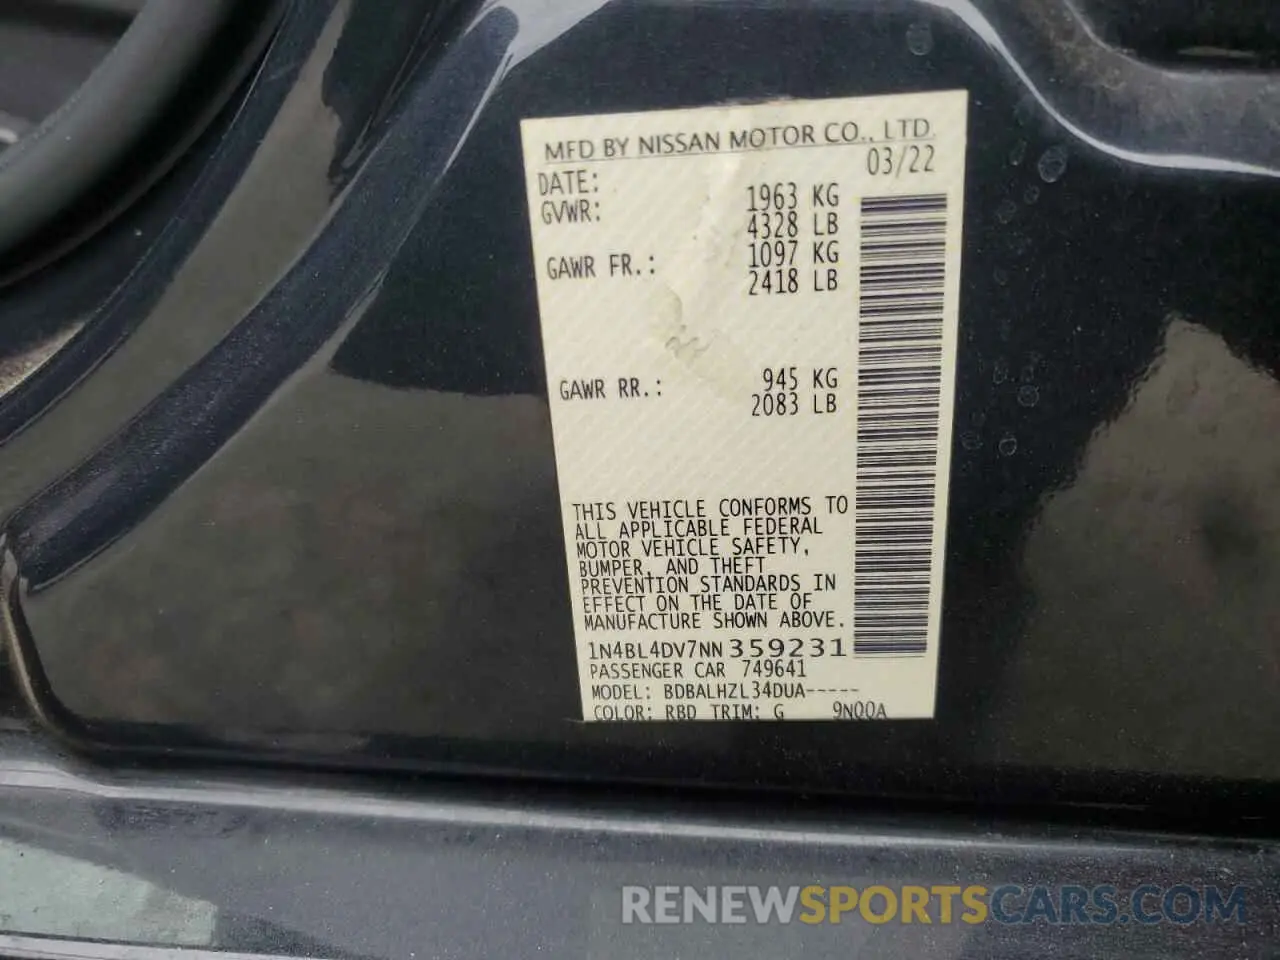 MFD BY NISSAN MOTOR CO., LTD.
DATE: 03/22
GVWR: 1963 KG
4328 LB
GAWR FR.: 1097 KG
2418 LB
GAWR RR.: 945 KG
2083 LB
THIS VEHICLE CONFORMS TO
ALL APPLICABLE FEDERAL
MOTOR VEHICLE SAFETY,
BUMPER, AND THEFT
PREVENTION STANDARDS IN
EFFECT ON THE DATE OF
MANUFACTURE SHOWN ABOVE.
1N4BL4DV7NN359231
PASSENGER CAR 749641
MODEL: BDBALHZL34DUA-----
COLOR: RBD TRIM: G 9NQ0A
RENEWSPORTSCARS.COM